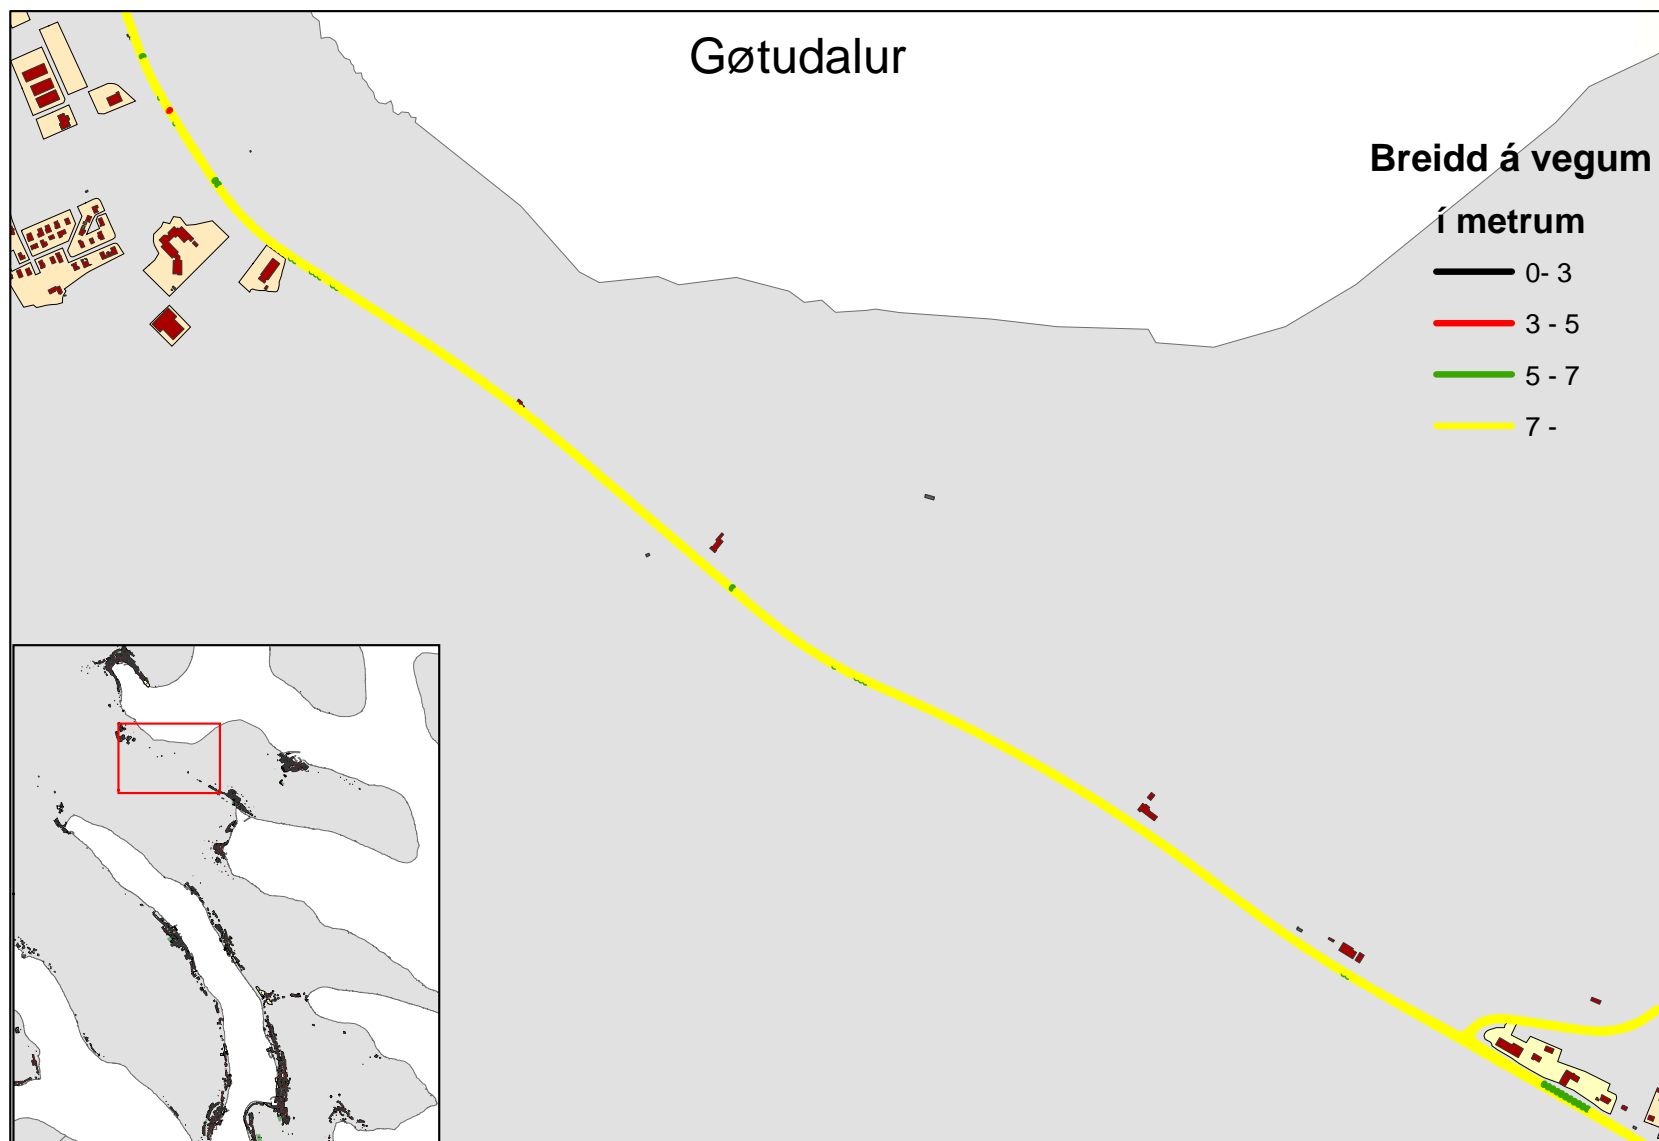 Gøtudalur
Breidd á vegum
í metrum
0- 3
3 - 5
5 - 7
7 -